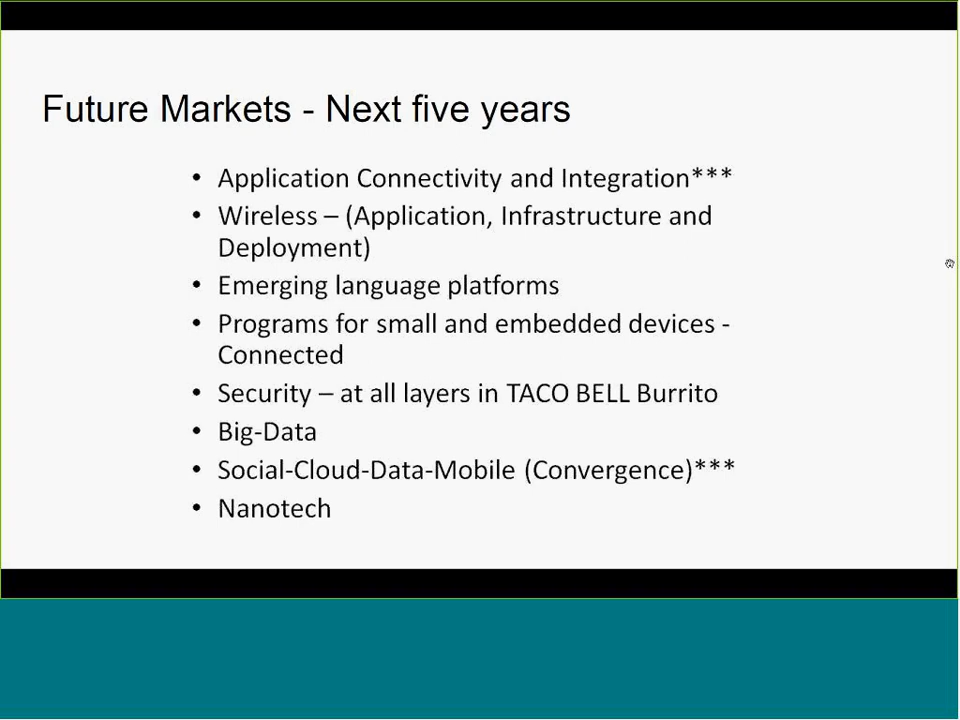 Future Markets - Next five years
• Application Connectivity and Integration***
• Wireless – (Application, Infrastructure and
Deployment)
• Emerging language platforms
• Programs for small and embedded devices -
Connected
• Security – at all layers in TACO BELL Burrito
• Big-Data
• Social-Cloud-Data-Mobile (Convergence)***
• Nanotech